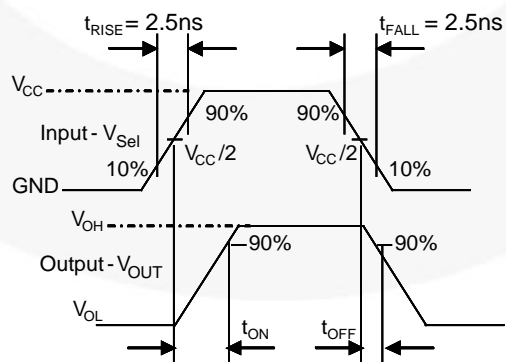 tRISE = 2.5ns
tFALL = 2.5ns
VCC
90%
90%
Input - VSel
VCC/2
VCC/2
10%
10%
GND
VOH
90%
90%
Output - VOUT
VOL
tON
tOFF